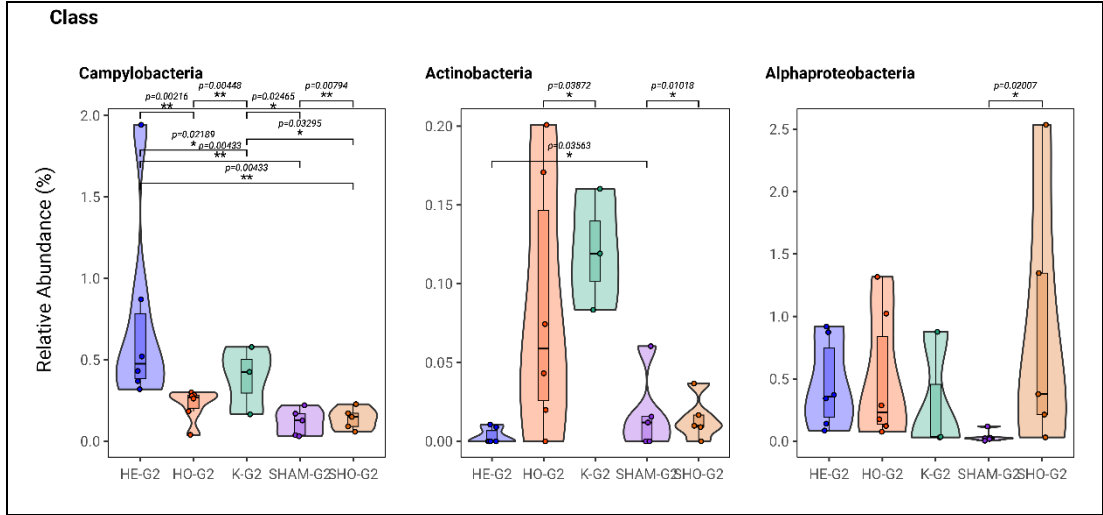 Class
Campylobacteria
p=0.00216
**
p=0.00448
**
p=0.02465
*
p=0.00794
**
p=0.03295
*
p=0.02189
*
p=0.00433
**
p=0.00433
**
Relative Abundance (%)
2.0
1.5
1.0
0.5
0.0
HE-G2 HO-G2 K-G2 SHAM-G2 SHO-G2
Actinobacteria
p=0.03872
*
p=0.01018
*
p=0.03563
*
0.20
0.15
0.10
0.05
0.00
HE-G2 HO-G2 K-G2 SHAM-G2 SHO-G2
Alphaproteobacteria
p=0.02007
*
2.5
2.0
1.5
1.0
0.5
0.0
HE-G2 HO-G2 K-G2 SHAM-G2 SHO-G2